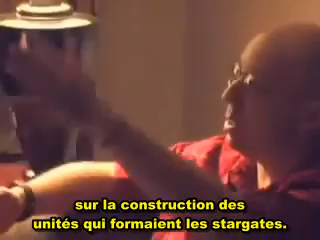 sur la construction des
unités qui formaient les stargates.